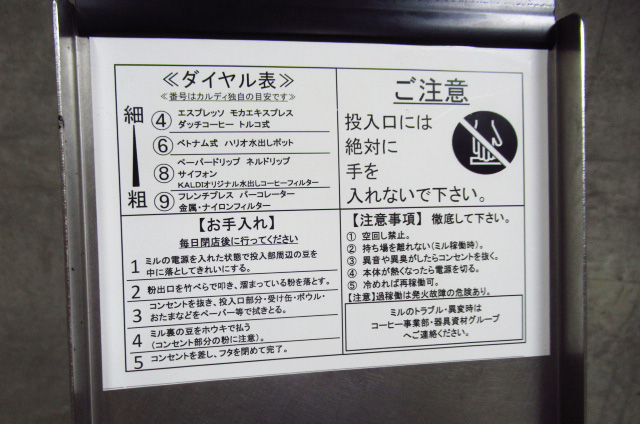 ≪ダイヤル表≫
≪番号はカルディ独自の目安です≫
細
粗
④ エスプレッソ モカエキスプレス
ダッチコーヒー トルコ式
⑥ ベトナム式 ハリオ水出しポット
⑧ ペーパードリップ ネルドリップ
サイフォン
KALDIオリジナル水出しコーヒーフィルター
⑨ フレンチプレス パーコレーター
金属・ナイロンフィルター
ご注意
投入口には
絶対に
手を
入れないで下さい。
【お手入れ】
毎日閉店後に行ってください
1 ミルの電源を入れた状態で投入部周辺の豆を
中に落としてきれいにする。
2 粉出口を竹べらで叩き、溜まっている粉を落とす。
3 コンセントを抜き、投入口部分・受け缶・ボウル・
おたまなどをペーパー等で拭きとる。
4 ミル裏の豆をホウキで払う
(コンセント部分の粉に注意)。
5 コンセントを差し、フタを閉めて完了。
【注意事項】 徹底して下さい。
① 空回し禁止。
② 持ち場を離れない(ミル稼働時)。
③ 異音や異臭がしたらコンセントを抜く。
④ 本体が熱くなったら電源を切る。
⑤ 冷めれば再稼働可。
【注意】過稼働は発火故障の危険あり。
ミルのトラブル・異変時は
コーヒー事業部・器具資材グループ
へご連絡ください。